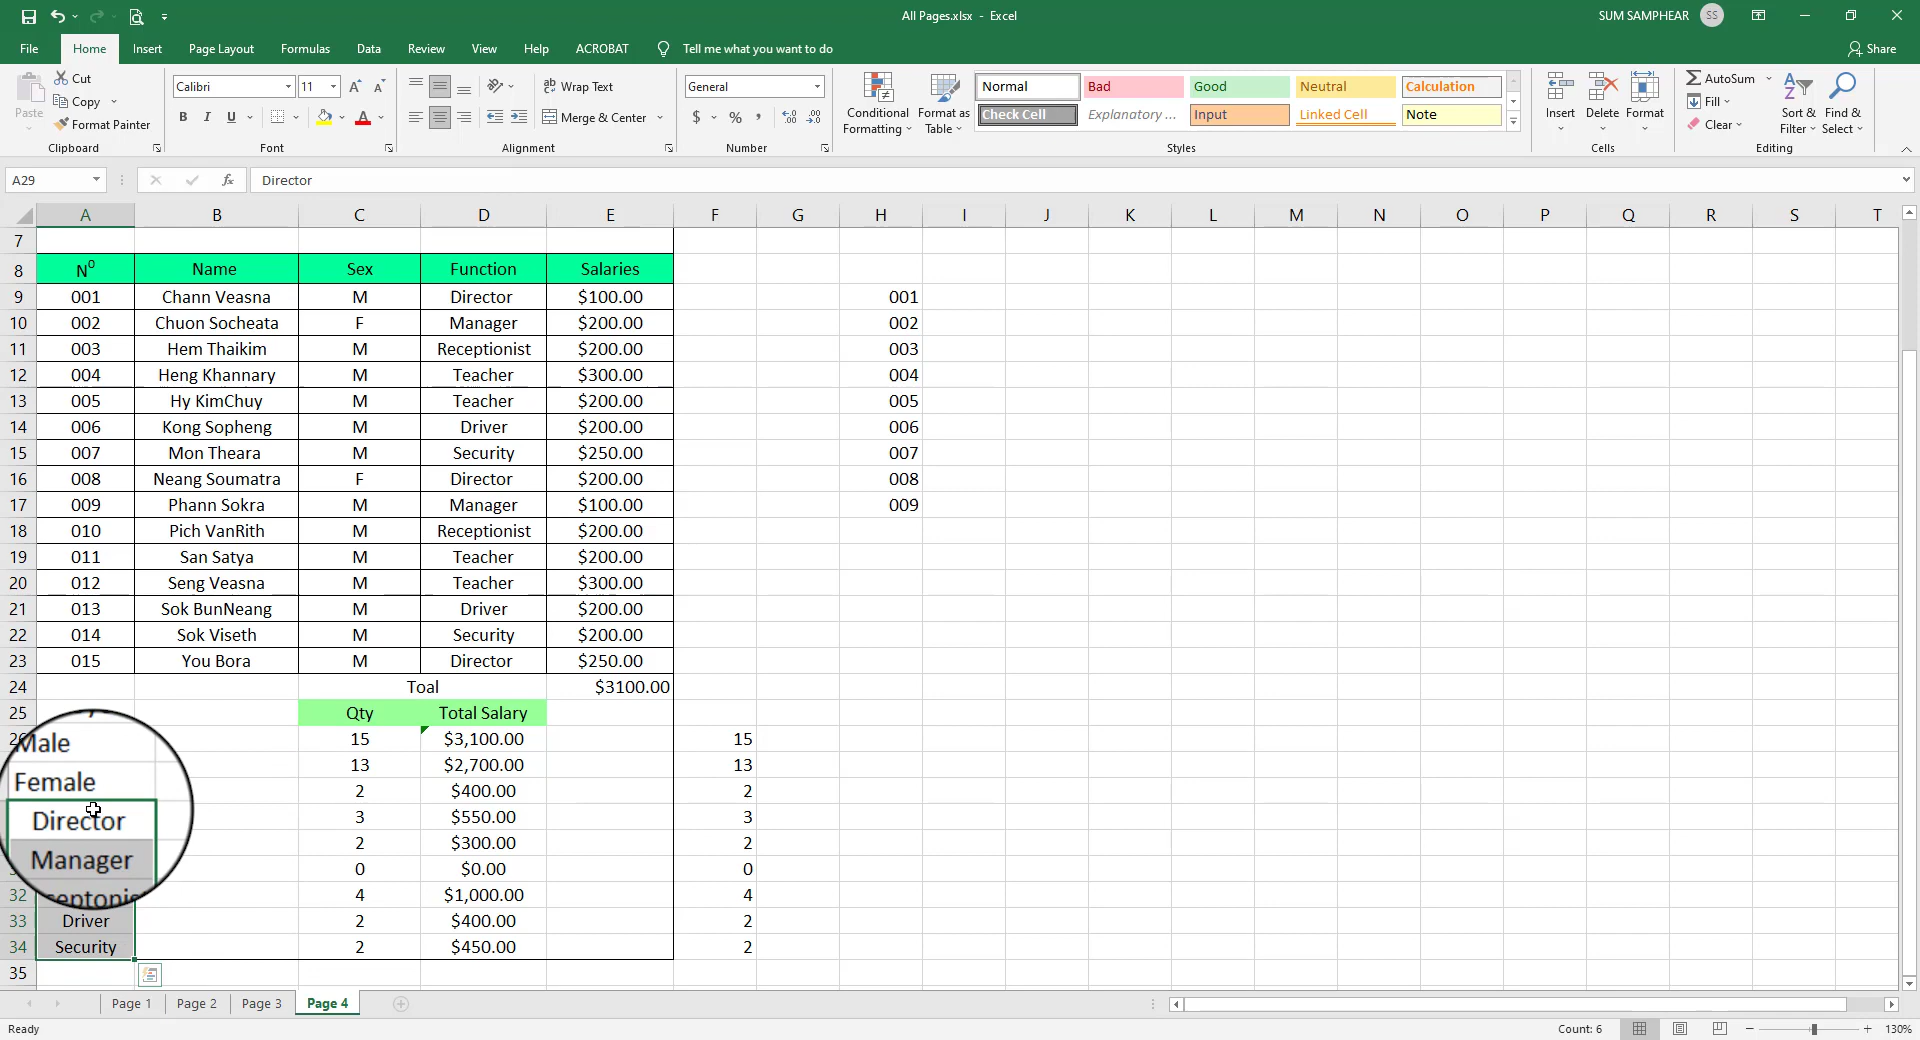 All Pages.xlsx - Excel
SUM SAMPHEAR SS
File Home Insert Page Layout Formulas Data Review View Help ACROBAT Tell me what you want to do Share
Paste
Cut
Copy
Format Painter
Clipboard
Calibri 11 A A
B I U A
Font
ab Wrap Text
Merge & Center
Alignment
General
$ % , .00 .00
Number
Conditional Formatting
Format as Table
Normal Bad Good Neutral Calculation
Check Cell Explanatory ... Input Linked Cell Note
Styles
Insert Delete Format
Cells
AutoSum
Fill
Clear
Sort & Filter
Find & Select
Editing
A29 fx Director
A B C D E F G H I J K L M N O P Q R S T
7
8 N0 Name Sex Function Salaries
9 001 Chann Veasna M Director $100.00 001
10 002 Chuon Socheata F Manager $200.00 002
11 003 Hem Thaikim M Receptionist $200.00 003
12 004 Heng Khannary M Teacher $300.00 004
13 005 Hy KimChuy M Teacher $200.00 005
14 006 Kong Sopheng M Driver $200.00 006
15 007 Mon Theara M Security $250.00 007
16 008 Neang Soumatra F Director $200.00 008
17 009 Phann Sokra M Manager $100.00 009
18 010 Pich VanRith M Receptionist $200.00
19 011 San Satya M Teacher $200.00
20 012 Seng Veasna M Teacher $300.00
21 013 Sok BunNeang M Driver $200.00
22 014 Sok Viseth M Security $200.00
23 015 You Bora M Director $250.00
24 Toal $3100.00
25 Qty Total Salary
15 $3,100.00 15
Male 13 $2,700.00 13
Female 2 $400.00 2
Director 3 $550.00 3
Manager 2 $300.00 2
0 $0.00 0
32 4 $1,000.00 4
33 Driver 2 $400.00 2
34 Security 2 $450.00 2
35
Page 1 Page 2 Page 3 Page 4
Ready Count: 6 130%